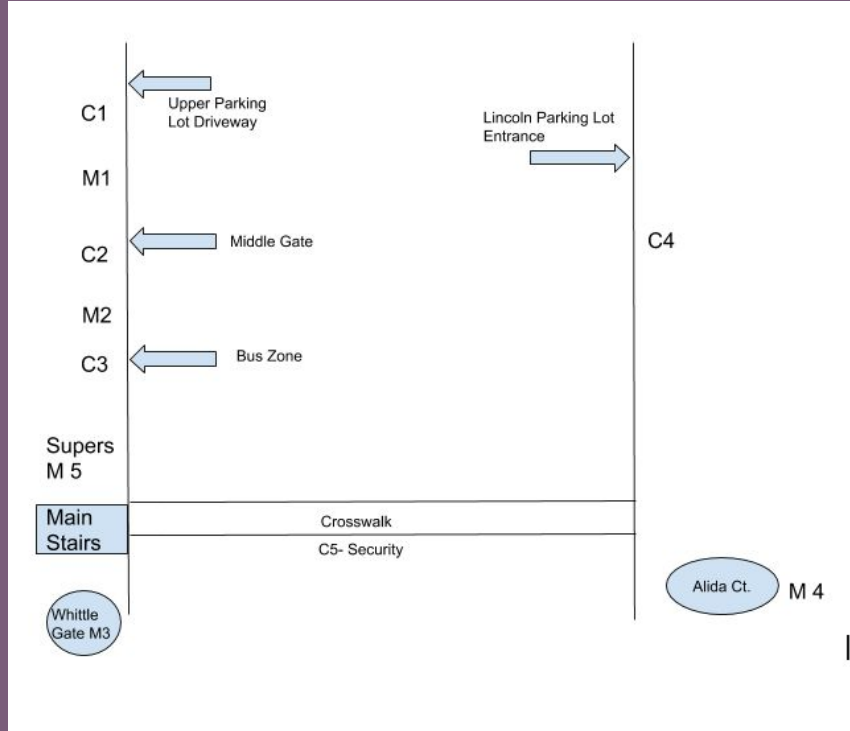 C1
Upper Parking
Lot Driveway
Lincoln Parking Lot
Entrance
M1
C2
Middle Gate
C4
M2
C3
Bus Zone
Supers
M 5
Main
Stairs
Crosswalk
C5- Security
Whittle
Gate M3
Alida Ct.
M 4